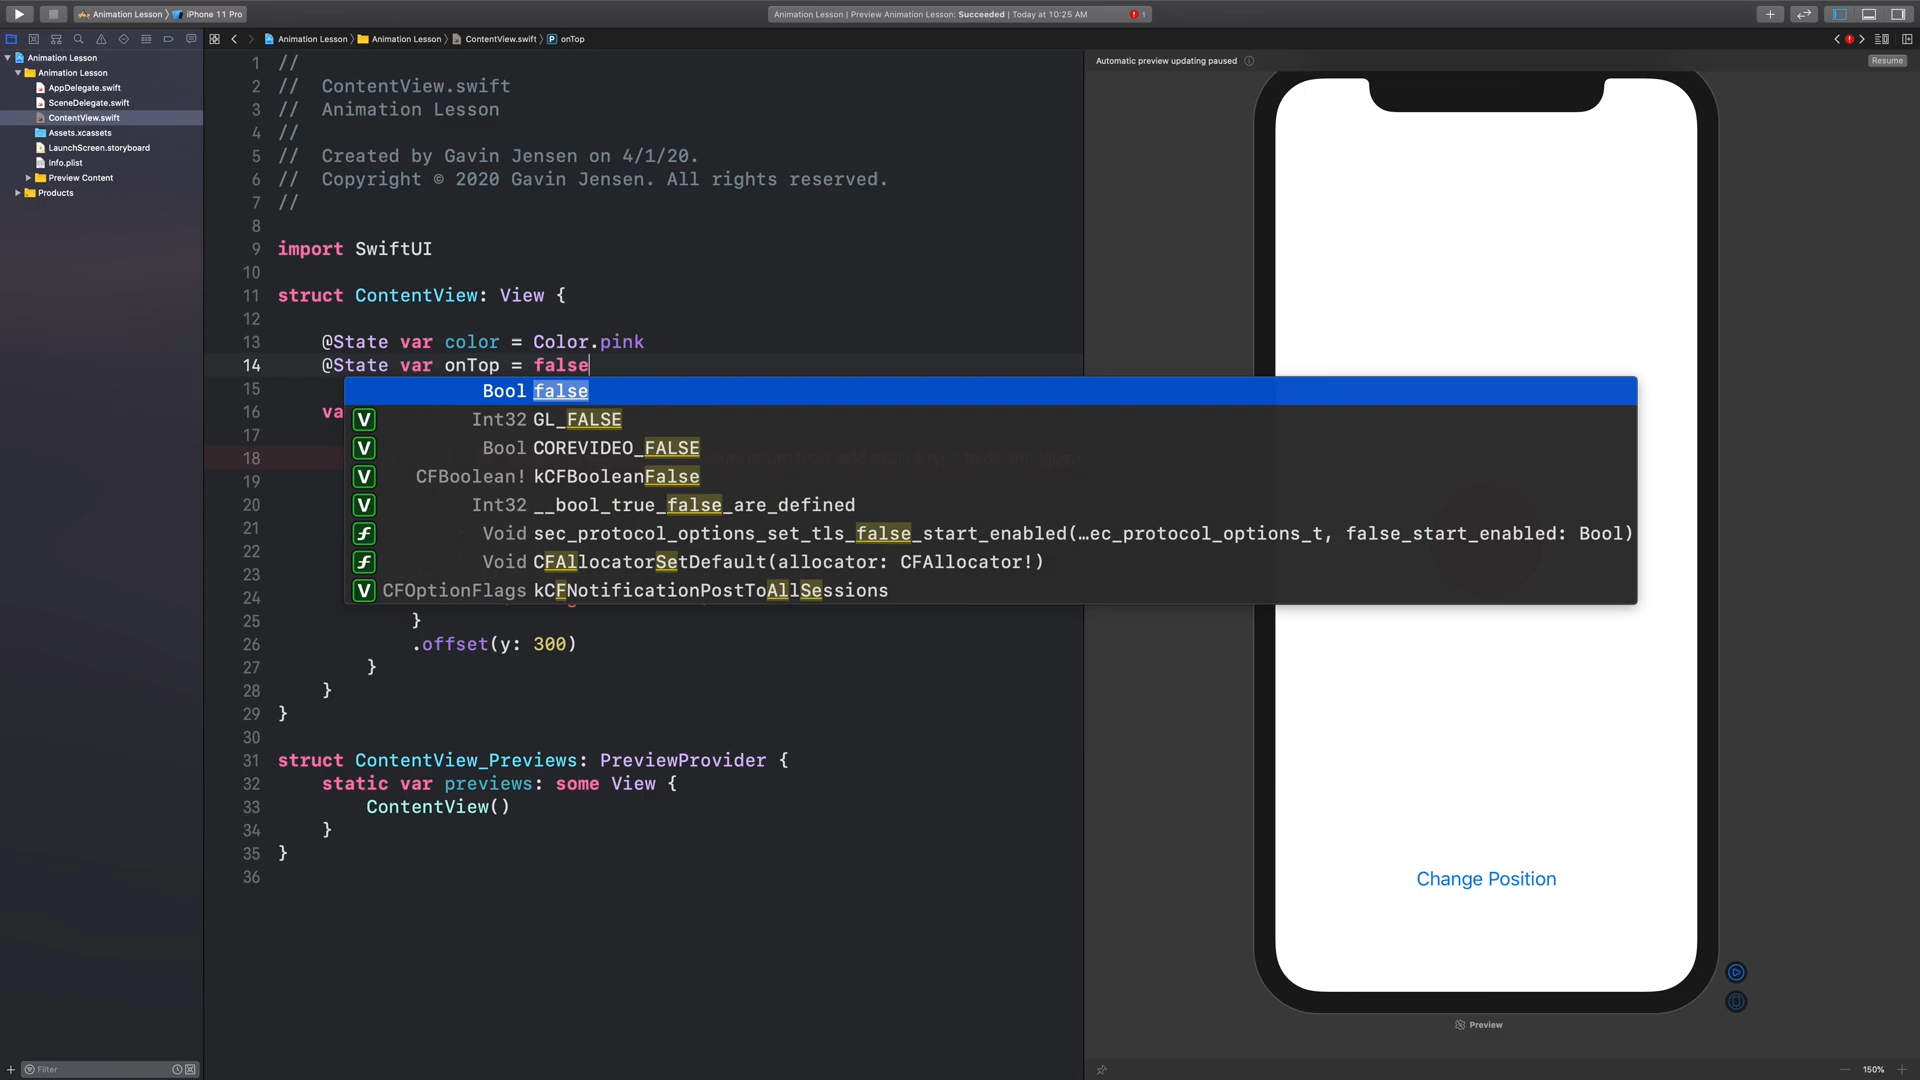 Animation Lesson 〉 iPhone 11 Pro
Animation Lesson | Preview Animation Lesson: Succeeded | Today at 10:25 AM
1
Animation Lesson
Animation Lesson
AppDelegate.swift
SceneDelegate.swift
ContentView.swift
Assets.xcassets
LaunchScreen.storyboard
Info.plist
Preview Content
Products
Filter
Animation Lesson 〉 Animation Lesson 〉 ContentView.swift 〉 P onTop
1 //
2 //  ContentView.swift
3 //  Animation Lesson
4 //
5 //  Created by Gavin Jensen on 4/1/20.
6 //  Copyright © 2020 Gavin Jensen. All rights reserved.
7 //
8
9 import SwiftUI
10
11 struct ContentView: View {
12
13     @State var color = Color.pink
14     @State var onTop = false
15
16     va
17
18
19
20
21
22
23
24
25             }
26             .offset(y: 300)
27         }
28     }
29 }
30
31 struct ContentView_Previews: PreviewProvider {
32     static var previews: some View {
33         ContentView()
34     }
35 }
36
Bool false
V Int32 GL_FALSE
V Bool COREVIDEO_FALSE
V CFBoolean! kCFBooleanFalse
V Int32 __bool_true_false_are_defined
f Void sec_protocol_options_set_tls_false_start_enabled(…ec_protocol_options_t, false_start_enabled: Bool)
f Void CFAllocatorSetDefault(allocator: CFAllocator!)
V CFOptionFlags kCFNotificationPostToAllSessions
Automatic preview updating paused
Resume
Change Position
Preview
150%